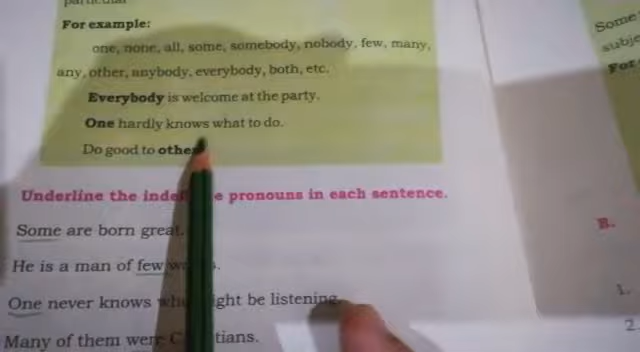 particular
For example:
one, none, all, some, somebody, nobody, few, many,
any, other, anybody, everybody, both, etc.
Everybody is welcome at the party.
One hardly knows what to do.
Do good to
Underline the pronouns in each sentence.
Some are born great.
He is a man of few
One never knows might be listening.
Many of them were
Some
subje
For
B.
1.
2.